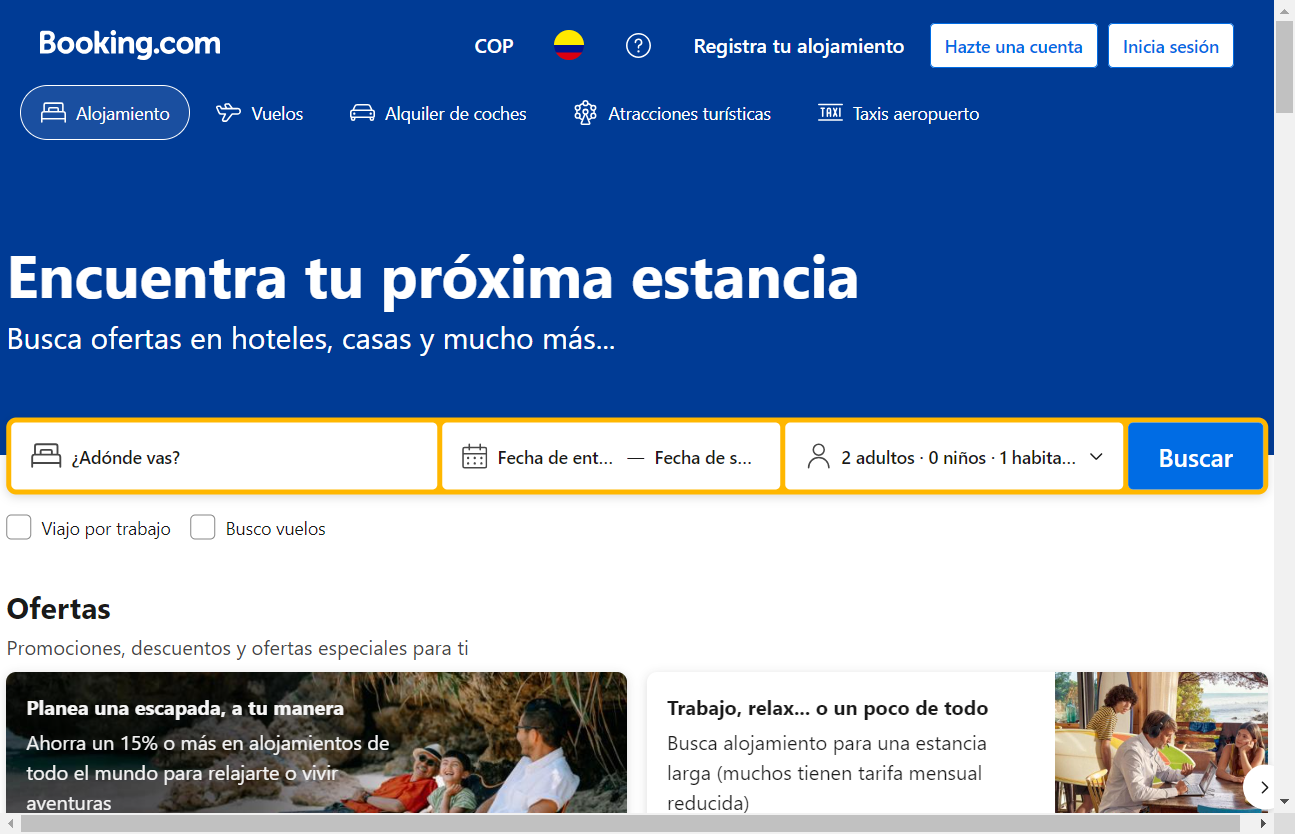 Booking.com
COP
Registra tu alojamiento
Hazte una cuenta
Inicia sesión
Alojamiento
Vuelos
Alquiler de coches
Atracciones turísticas
TAXI
Taxis aeropuerto
Encuentra tu próxima estancia
Busca ofertas en hoteles, casas y mucho más...
¿Adónde vas?
Fecha de ent... — Fecha de s...
2 adultos · 0 niños · 1 habita...
Buscar
Viajo por trabajo
Busco vuelos
Ofertas
Promociones, descuentos y ofertas especiales para ti
Planea una escapada, a tu manera
Ahorra un 15% o más en alojamientos de
todo el mundo para relajarte o vivir
aventuras
Trabajo, relax... o un poco de todo
Busca alojamiento para una estancia
larga (muchos tienen tarifa mensual
reducida)